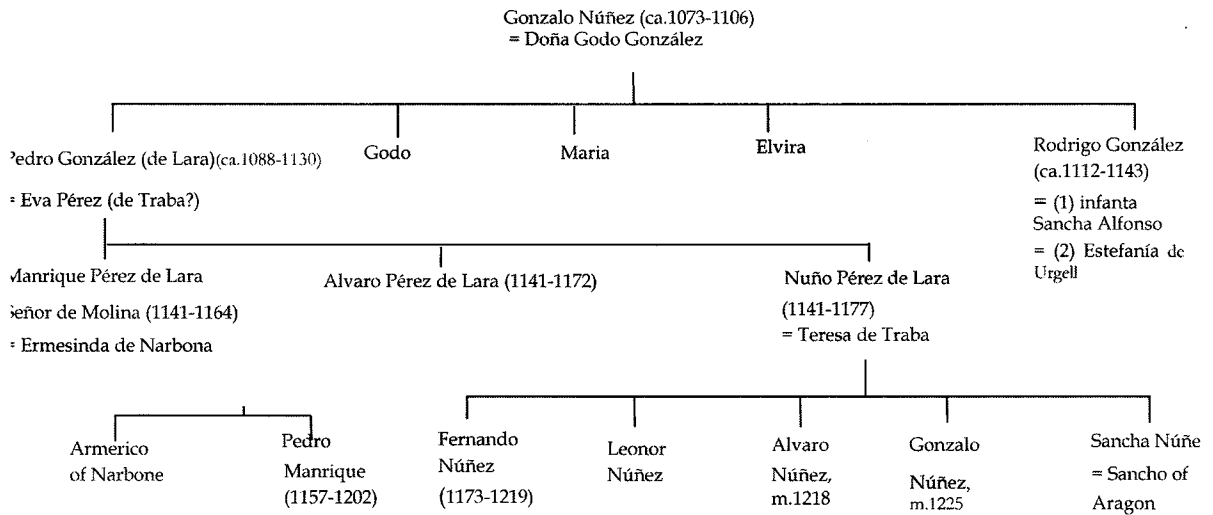 Gonzalo Núñez (ca.1073-1106)
= Doña Godo González
Pedro González (de Lara)(ca.1088-1130)
= Eva Pérez (de Traba?)
Godo
Maria
Elvira
Rodrigo González
(ca.1112-1143)
= (1) infanta
Sancha Alfonso
= (2) Estefanía de
Urgell
Manrique Pérez de Lara
Señor de Molina (1141-1164)
= Ermesinda de Narbona
Alvaro Pérez de Lara (1141-1172)
Nuño Pérez de Lara
(1141-1177)
= Teresa de Traba
Armerico
of Narbone
Pedro
Manrique
(1157-1202)
Fernando
Núñez
(1173-1219)
Leonor
Núñez
Alvaro
Núñez,
m.1218
Gonzalo
Núñez,
m.1225
Sancha Núñe
= Sancho of
Aragon